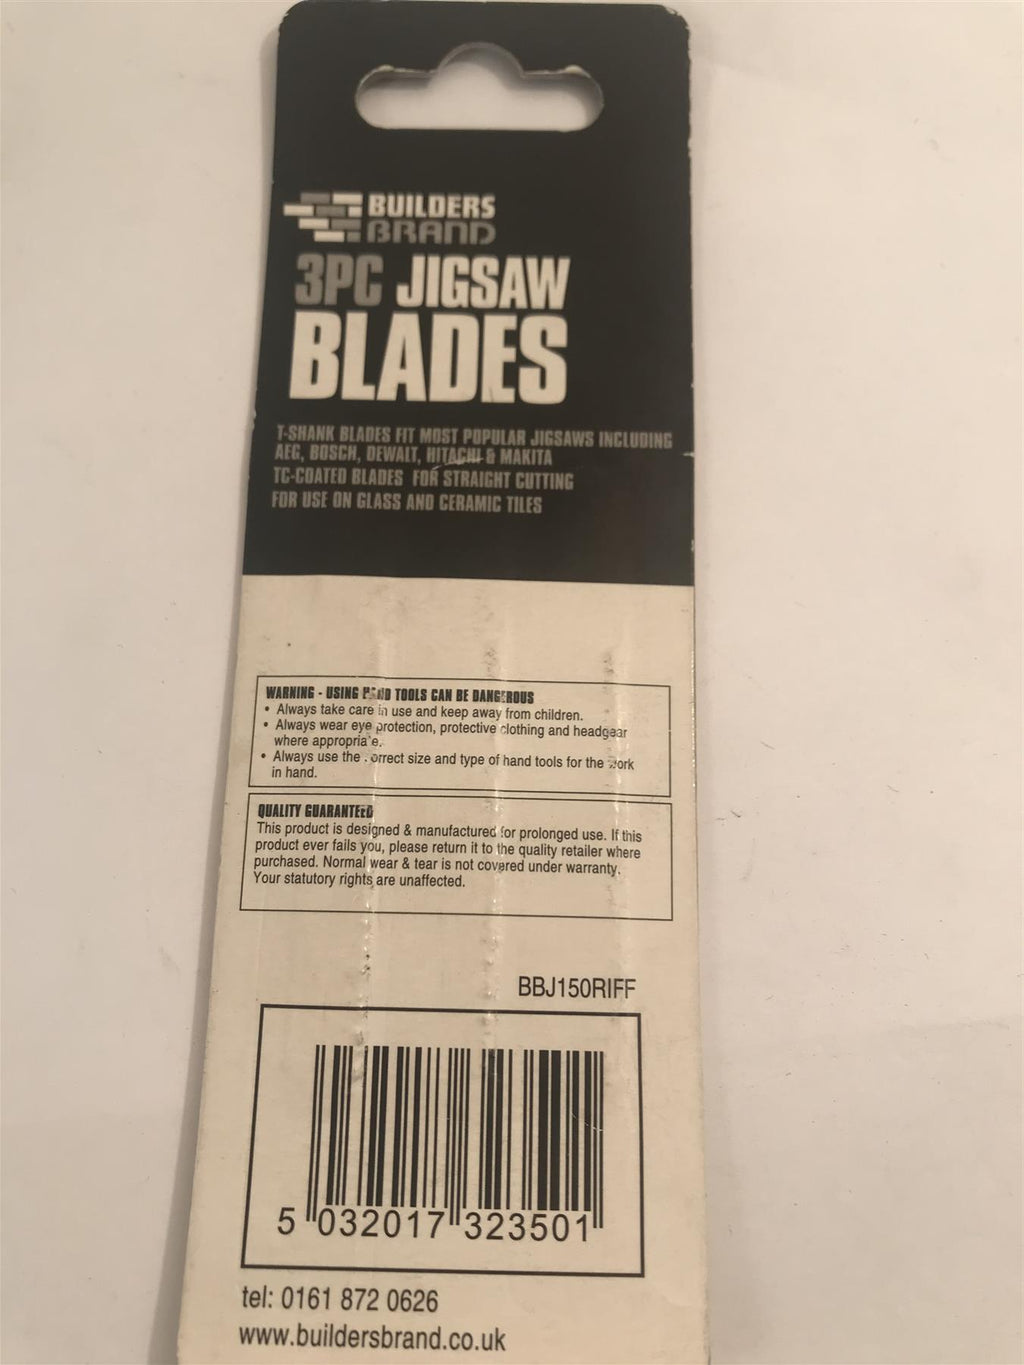 BUILDERS
BRAND
3PC JIGSAW
BLADES
T-SHANK BLADES FIT MOST POPULAR JIGSAWS INCLUDING
AEG, BOSCH, DEWALT, HITACHI & MAKITA
TC-COATED BLADES FOR STRAIGHT CUTTING
FOR USE ON GLASS AND CERAMIC TILES
WARNING - USING HAND TOOLS CAN BE DANGEROUS
• Always take care in use and keep away from children.
• Always wear eye protection, protective clothing and headgear
where appropriate.
• Always use the correct size and type of hand tools for the work
in hand.
QUALITY GUARANTEED
This product is designed & manufactured for prolonged use. If this
product ever fails you, please return it to the quality retailer where
purchased. Normal wear & tear is not covered under warranty.
Your statutory rights are unaffected.
BBJ150RIFF
5 032017 323501
tel: 0161 872 0626
www.buildersbrand.co.uk